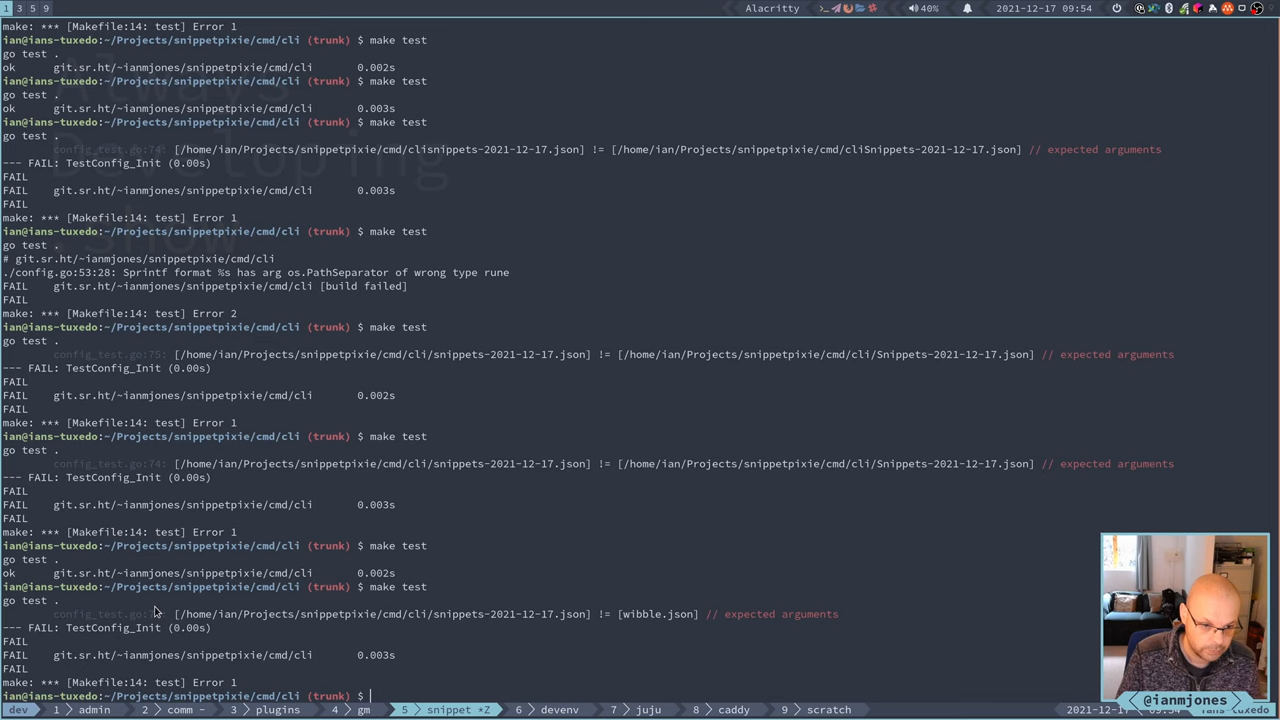 1 3 5 9 Alacritty 40% 2021-12-17 09:54
make: *** [Makefile:14: test] Error 1
ian@ians-tuxedo:~/Projects/snippetpixie/cmd/cli (trunk) $ make test
go test .
ok git.sr.ht/~ianmjones/snippetpixie/cmd/cli 0.002s
ian@ians-tuxedo:~/Projects/snippetpixie/cmd/cli (trunk) $ make test
go test .
ok git.sr.ht/~ianmjones/snippetpixie/cmd/cli 0.003s
ian@ians-tuxedo:~/Projects/snippetpixie/cmd/cli (trunk) $ make test
go test .
config_test.go:74: [/home/ian/Projects/snippetpixie/cmd/clisnippets-2021-12-17.json] != [/home/ian/Projects/snippetpixie/cmd/cliSnippets-2021-12-17.json] // expected arguments
--- FAIL: TestConfig_Init (0.00s)
FAIL
FAIL git.sr.ht/~ianmjones/snippetpixie/cmd/cli 0.003s
FAIL
make: *** [Makefile:14: test] Error 1
ian@ians-tuxedo:~/Projects/snippetpixie/cmd/cli (trunk) $ make test
go test .
# git.sr.ht/~ianmjones/snippetpixie/cmd/cli
./config.go:53:28: Sprintf format %s has arg os.PathSeparator of wrong type rune
FAIL git.sr.ht/~ianmjones/snippetpixie/cmd/cli [build failed]
FAIL
make: *** [Makefile:14: test] Error 2
ian@ians-tuxedo:~/Projects/snippetpixie/cmd/cli (trunk) $ make test
go test .
config_test.go:75: [/home/ian/Projects/snippetpixie/cmd/cli/snippets-2021-12-17.json] != [/home/ian/Projects/snippetpixie/cmd/cli/Snippets-2021-12-17.json] // expected arguments
--- FAIL: TestConfig_Init (0.00s)
FAIL
FAIL git.sr.ht/~ianmjones/snippetpixie/cmd/cli 0.002s
FAIL
make: *** [Makefile:14: test] Error 1
ian@ians-tuxedo:~/Projects/snippetpixie/cmd/cli (trunk) $ make test
go test .
config_test.go:74: [/home/ian/Projects/snippetpixie/cmd/cli/snippets-2021-12-17.json] != [/home/ian/Projects/snippetpixie/cmd/cli/Snippets-2021-12-17.json] // expected arguments
--- FAIL: TestConfig_Init (0.00s)
FAIL
FAIL git.sr.ht/~ianmjones/snippetpixie/cmd/cli 0.003s
FAIL
make: *** [Makefile:14: test] Error 1
ian@ians-tuxedo:~/Projects/snippetpixie/cmd/cli (trunk) $ make test
go test .
ok git.sr.ht/~ianmjones/snippetpixie/cmd/cli 0.002s
ian@ians-tuxedo:~/Projects/snippetpixie/cmd/cli (trunk) $ make test
go test .
[/home/ian/Projects/snippetpixie/cmd/cli/snippets-2021-12-17.json] != [wibble.json] // expected arguments
--- FAIL: TestConfig_Init (0.00s)
FAIL
FAIL git.sr.ht/~ianmjones/snippetpixie/cmd/cli 0.003s
FAIL
make: *** [Makefile:14: test] Error 1
ian@ians-tuxedo:~/Projects/snippetpixie/cmd/cli (trunk) $
Always
Developing
Show
@ianmjones
dev 1 admin 2 comm - 3 plugins 4 gm 5 snippet *Z 6 devenv 7 juju 8 caddy 9 scratch 2021-12-17